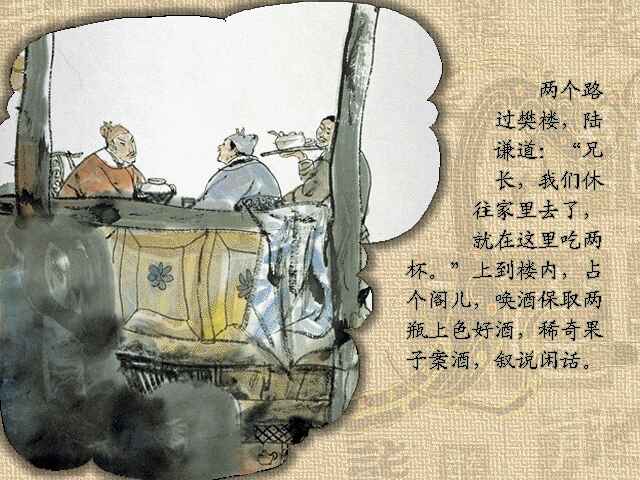 两个路
过樊楼，陆
谦道：“兄
长，我们休
往家里去了，
就在这里吃两
杯。”上到楼内，占
个阁儿，唤酒保取两
瓶上色好酒，稀奇果
子案酒，叙说闲话。